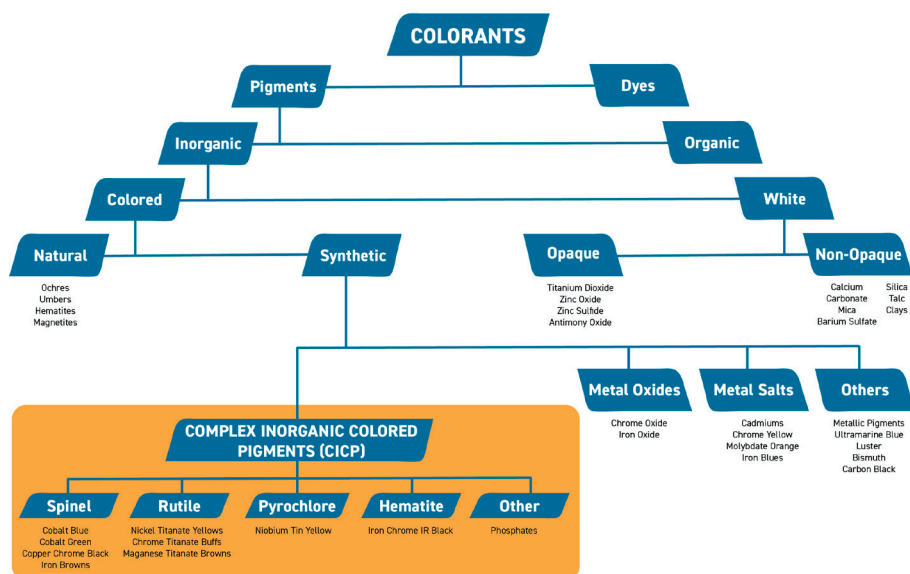 COLORANTS
Pigments
Dyes
Inorganic
Organic
Colored
White
Natural
Ochres
Umbers
Hematites
Magnetites
Synthetic
Opaque
Titanium Dioxide
Zinc Oxide
Zinc Sulfide
Antimony Oxide
Non-Opaque
Calcium
Carbonate
Mica
Barium Sulfate
Silica
Talc
Clays
Metal Oxides
Chrome Oxide
Iron Oxide
Metal Salts
Cadmiums
Chrome Yellow
Molybdate Orange
Iron Blues
Others
Metallic Pigments
Ultramarine Blue
Luster
Bismuth
Carbon Black
COMPLEX INORGANIC COLORED
PIGMENTS (CICP)
Spinel
Cobalt Blue
Cobalt Green
Copper Chrome Black
Iron Browns
Rutile
Nickel Titanate Yellows
Chrome Titanate Buffs
Maganese Titanate Browns
Pyrochlore
Niobium Tin Yellow
Hematite
Iron Chrome IR Black
Other
Phosphates